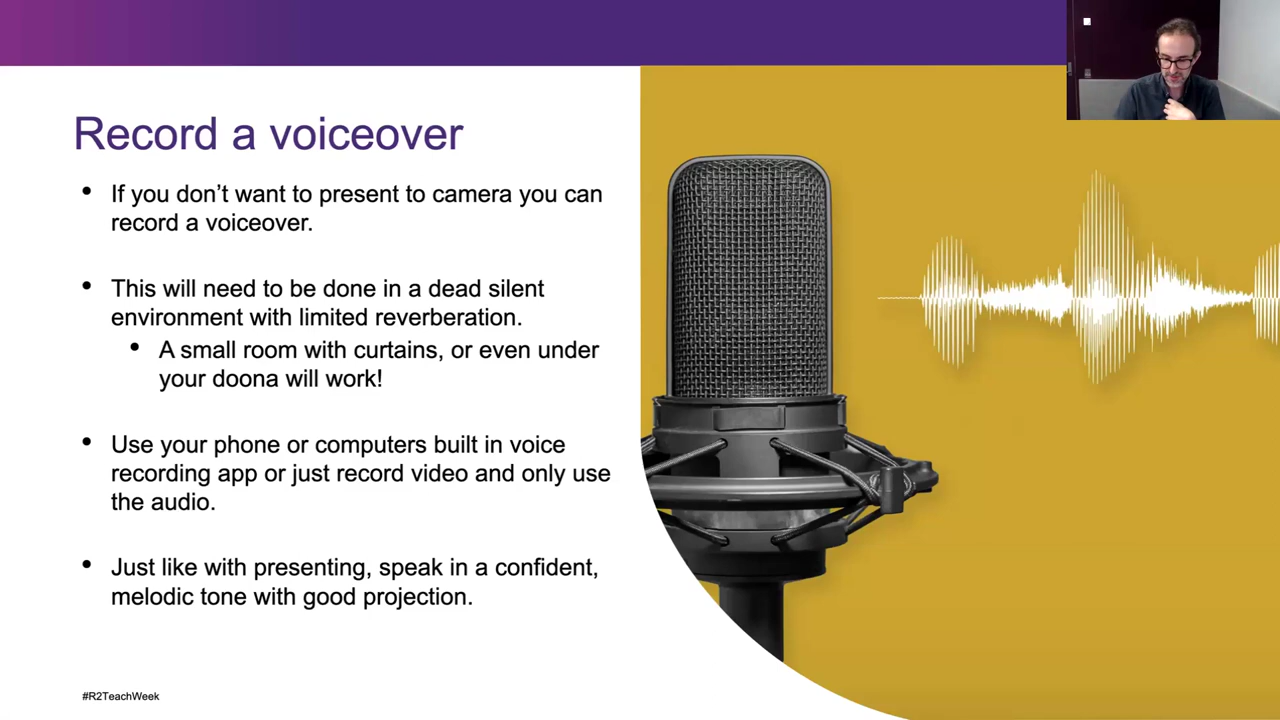 Record a voiceover
• If you don’t want to present to camera you can
record a voiceover.
• This will need to be done in a dead silent
environment with limited reverberation.
• A small room with curtains, or even under
your doona will work!
• Use your phone or computers built in voice
recording app or just record video and only use
the audio.
• Just like with presenting, speak in a confident,
melodic tone with good projection.
#R2TeachWeek